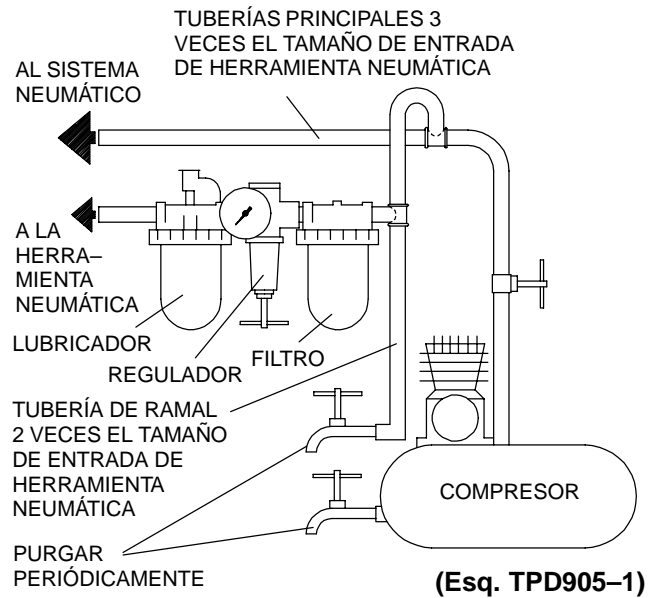 TUBERÍAS PRINCIPALES 3
VECES EL TAMAÑO DE ENTRADA
DE HERRAMIENTA NEUMÁTICA
AL SISTEMA
NEUMÁTICO
A LA
HERRA–
MIENTA
NEUMÁTICA
LUBRICADOR
REGULADOR
FILTRO
TUBERÍA DE RAMAL
2 VECES EL TAMAÑO
DE ENTRADA DE
HERRAMIENTA
NEUMÁTICA
COMPRESOR
PURGAR
PERIÓDICAMENTE
(Esq. TPD905–1)